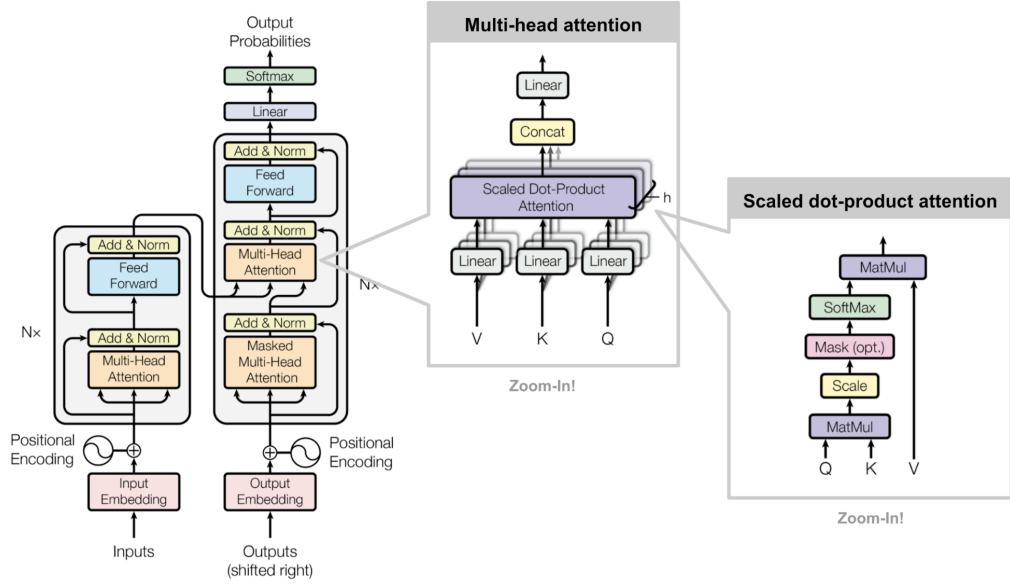 Output
Probabilities
Softmax
Linear
Add & Norm
Feed
Forward
Add & Norm
Multi-Head
Attention
Add & Norm
Masked
Multi-Head
Attention
N×
Positional
Encoding
Output
Embedding
Outputs
(shifted right)
Add & Norm
Feed
Forward
N×
Add & Norm
Multi-Head
Attention
Positional
Encoding
Input
Embedding
Inputs
Multi-head attention
Linear
Concat
Scaled Dot-Product
Attention
h
Linear
Linear
Linear
V
K
Q
Zoom-In!
Scaled dot-product attention
MatMul
SoftMax
Mask (opt.)
Scale
MatMul
Q
K
V
Zoom-In!